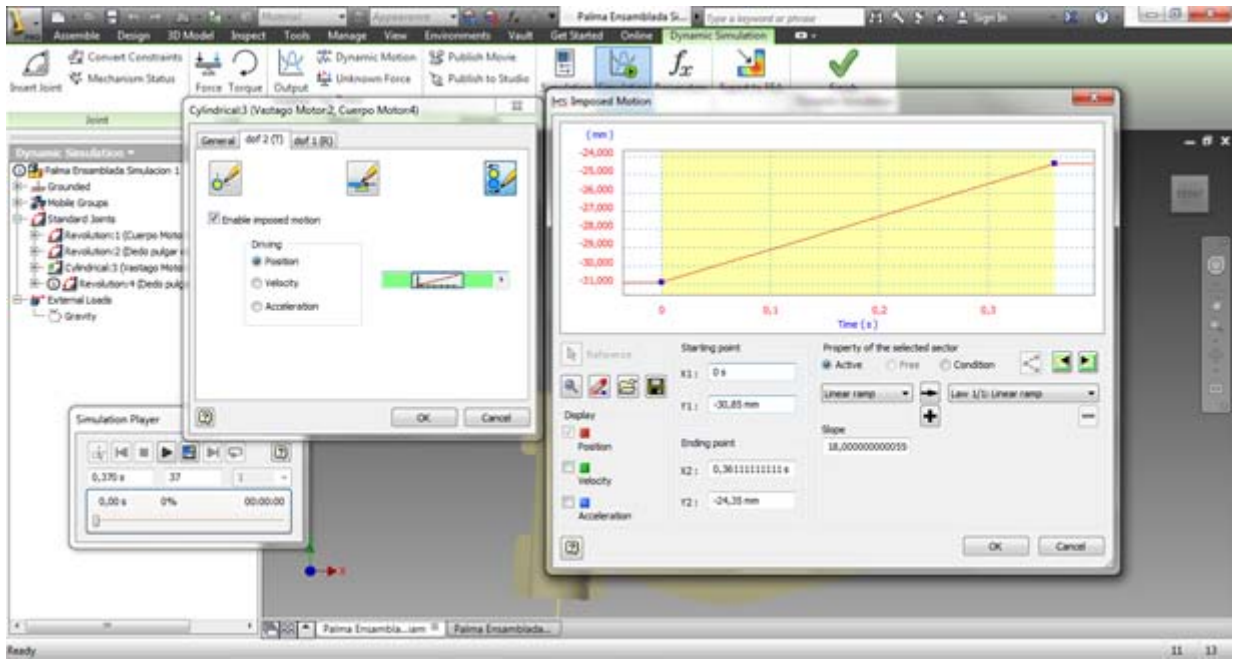 Material
Appearance
Palma Ensamblada Si...
Type a keyword or phrase
Sign In
PRO
Assemble Design 3D Model Inspect Tools Manage View Environments Vault Get Started Online Dynamic Simulation
Insert Joint
Convert Constraints
Mechanism Status
Joint
Force Torque
Output
Dynamic Motion
Unknown Force
Publish Movie
Publish to Studio
Dynamic Simulation
Palma Ensamblada Simulacion 1
Grounded
Mobile Groups
Standard Joints
Revolution:1 (Cuerpo Moto
Revolution:2 (Dedo pulgar
Cylindrical:3 (Vastago Moto
Revolution:4 (Dedo pulg
External Loads
Gravity
Cylindrical:3 (Vastago Motor:2, Cuerpo Motor:4)
General dof 2 (T) dof 1 (R)
Enable imposed motion
Driving
Position
Velocity
Acceleration
OK Cancel
Simulation Player
0,370 s 37 1
0,00 s 0% 00:00:00
Imposed Motion
(mm)
-24,000
-25,000
-26,000
-27,000
-28,000
-29,000
-30,000
-31,000
0 0,1 0,2 0,3
Time (s)
Reference
Display
Position
Velocity
Acceleration
Starting point
X1: 0 s
Y1: -30,85 mm
Ending point
X2: 0,36111111111 s
Y2: -24,35 mm
Property of the selected sector
Active Free Condition
Linear ramp
Law 1/1: Linear ramp
Slope
18,000000000055
OK Cancel
FRONT
X
Palma Ensambla...iam Palma Ensamblada...
Ready
11 13